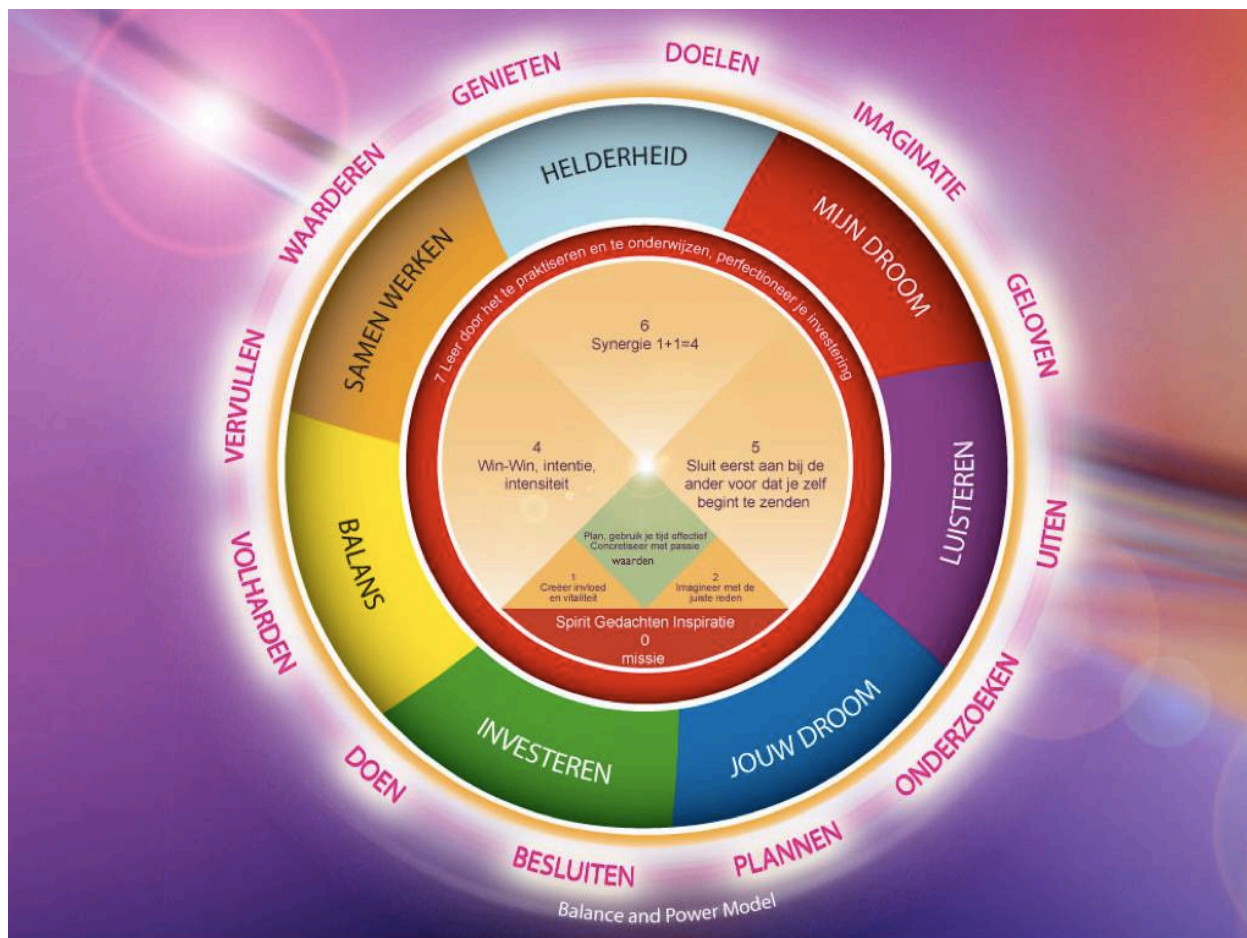 DOELEN
IMAGINATIE
GELOVEN
UITEN
ONDERZOEKEN
PLANNEN
BESLUITEN
DOEN
VOLHARDEN
VERVULLEN
WAARDEREN
GENIETEN
HELDERHEID
MIJN DROOM
LUISTEREN
JOUW DROOM
INVESTEREN
BALANS
SAMEN WERKEN
7 Leer door het te praktiseren en te onderwijzen, perfectioneer je investering
6
Synergie 1+1=4
4
Win-Win, intentie,
intensiteit
5
Sluit eerst aan bij de
ander voor dat je zelf
begint te zenden
Plan, gebruik je tijd effectief
Concretiseer met passie
waarden
1
Creëer invloed
en vitaliteit
2
Imagineer met de
juiste reden
Spirit Gedachten Inspiratie
0
missie
Balance and Power Model